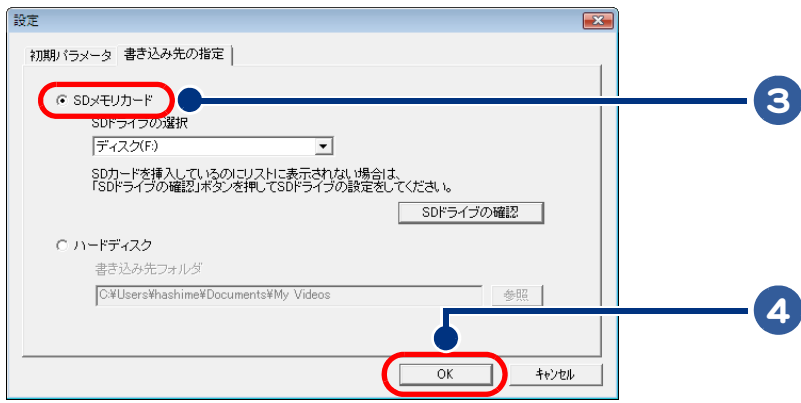 設定
初期パラメータ 書き込み先の指定
SDメモリカード
3
SDドライブの選択
ディスク(F:)
SDカードを挿入しているのにリストに表示されない場合は、
「SDドライブの確認」ボタンを押してSDドライブの設定をしてください。
SDドライブの確認
ハードディスク
書き込み先フォルダ
C:¥Users¥hashime¥Documents¥My Videos 参照
4
OK キャンセル